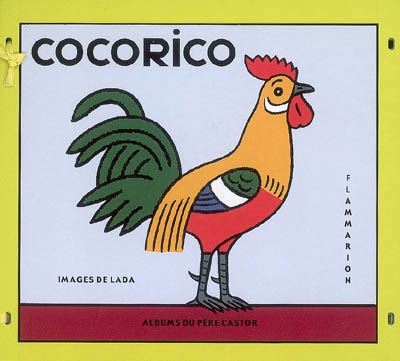 COCORiCO
FLAMMARION
IMAGES DE LADA
ALBUMS DU PÈRE CASTOR